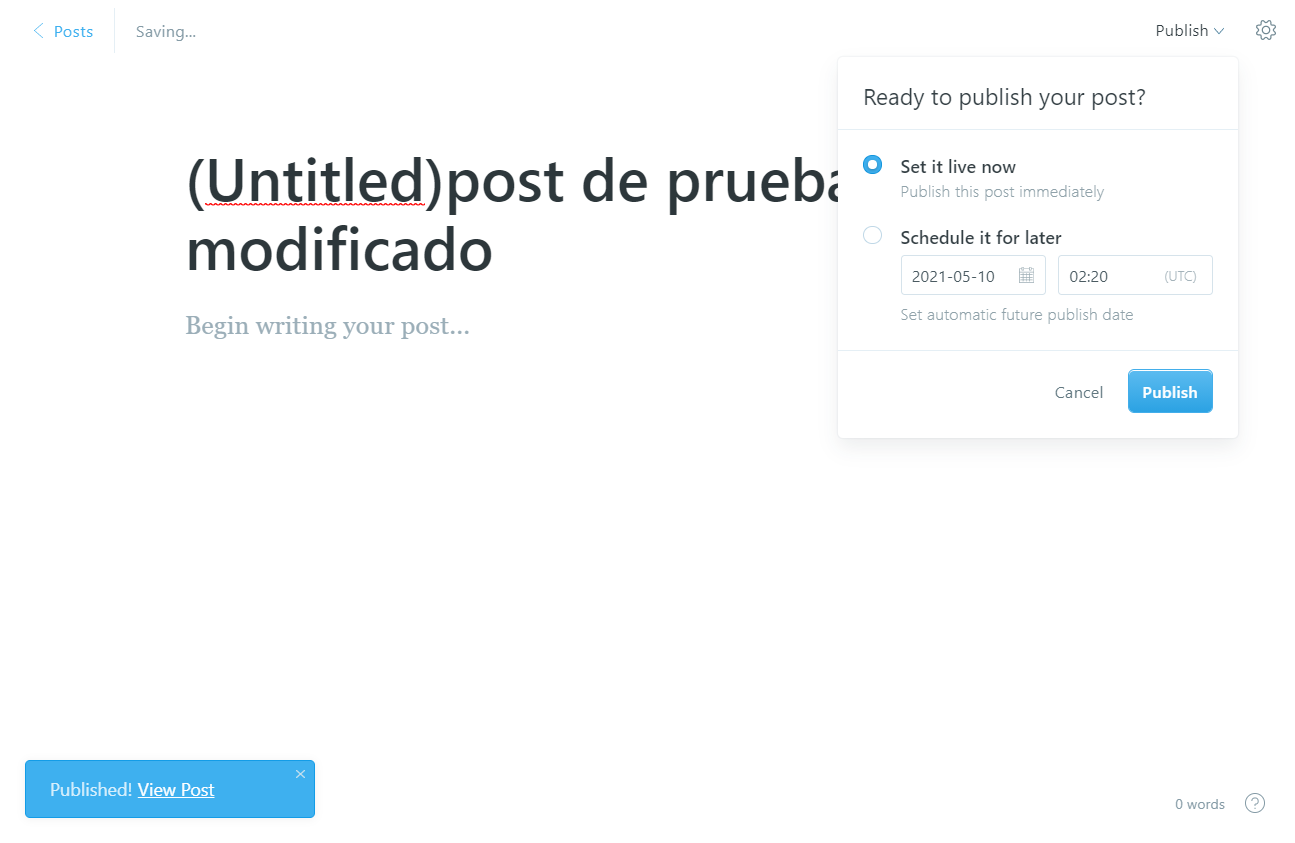 Posts
Saving...
Publish
Ready to publish your post?
Set it live now
Publish this post immediately
Schedule it for later
2021-05-10
02:20
(UTC)
Set automatic future publish date
Cancel
Publish
(Untitled)post de prueba
modificado
Begin writing your post...
Published! View Post
0 words
?